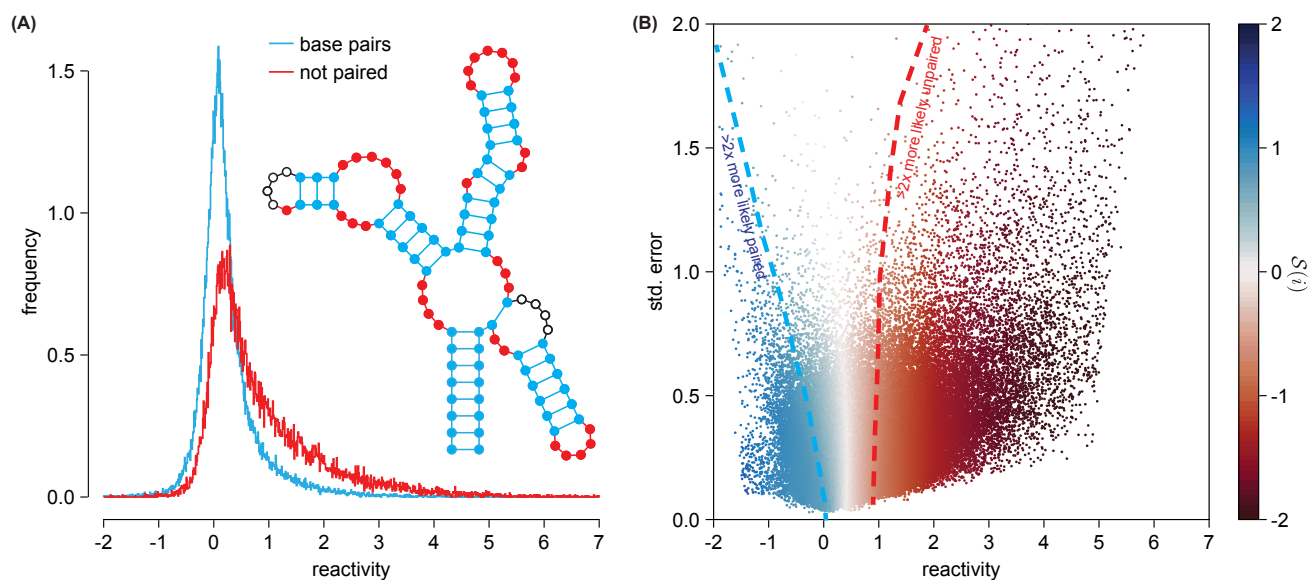 (A)
base pairs
not paired
1.5
1.0
0.5
0.0
frequency
-2 -1 0 1 2 3 4 5 6 7
reactivity
(B)
2.0
1.5
1.0
0.5
0.0
std. error
>2x more likely paired
>2x more likely unpaired
-2 -1 0 1 2 3 4 5 6 7
reactivity
2
1
0
-1
-2
S(i)